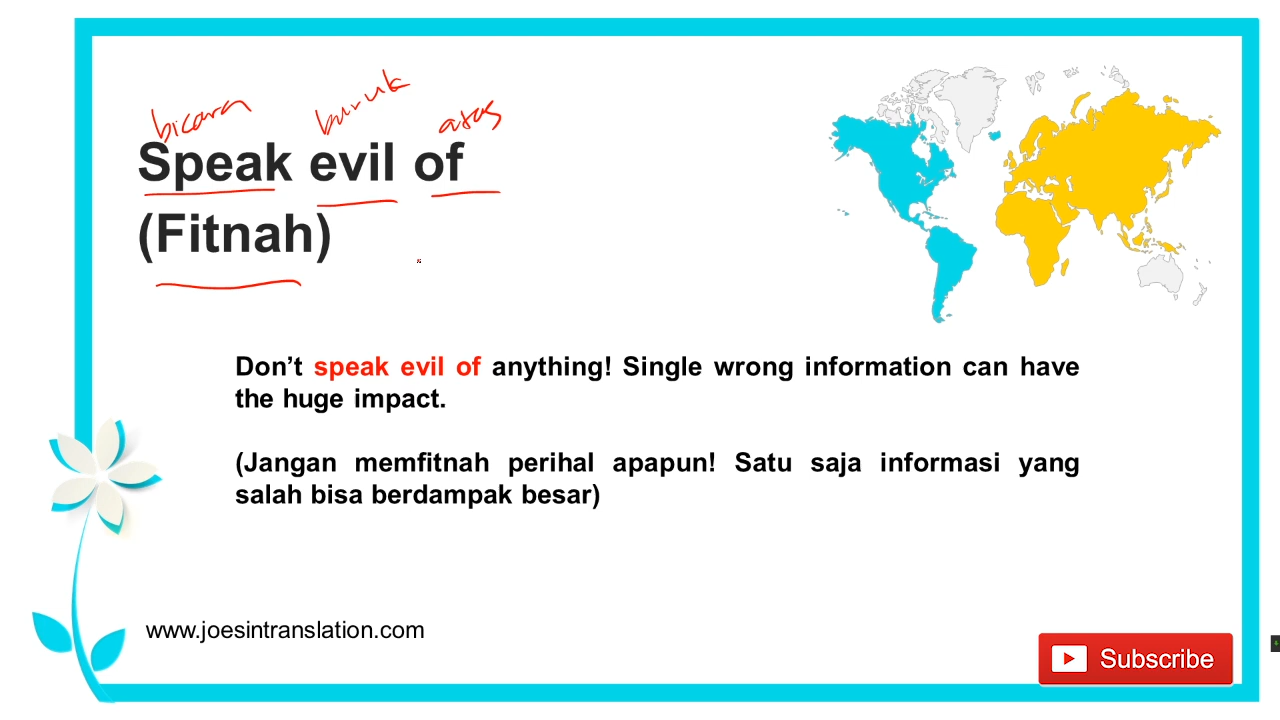 bicara buruk atas
Speak evil of
(Fitnah)
Don’t speak evil of anything! Single wrong information can have
the huge impact.
(Jangan memfitnah perihal apapun! Satu saja informasi yang
salah bisa berdampak besar)
www.joesintranslation.com
Subscribe